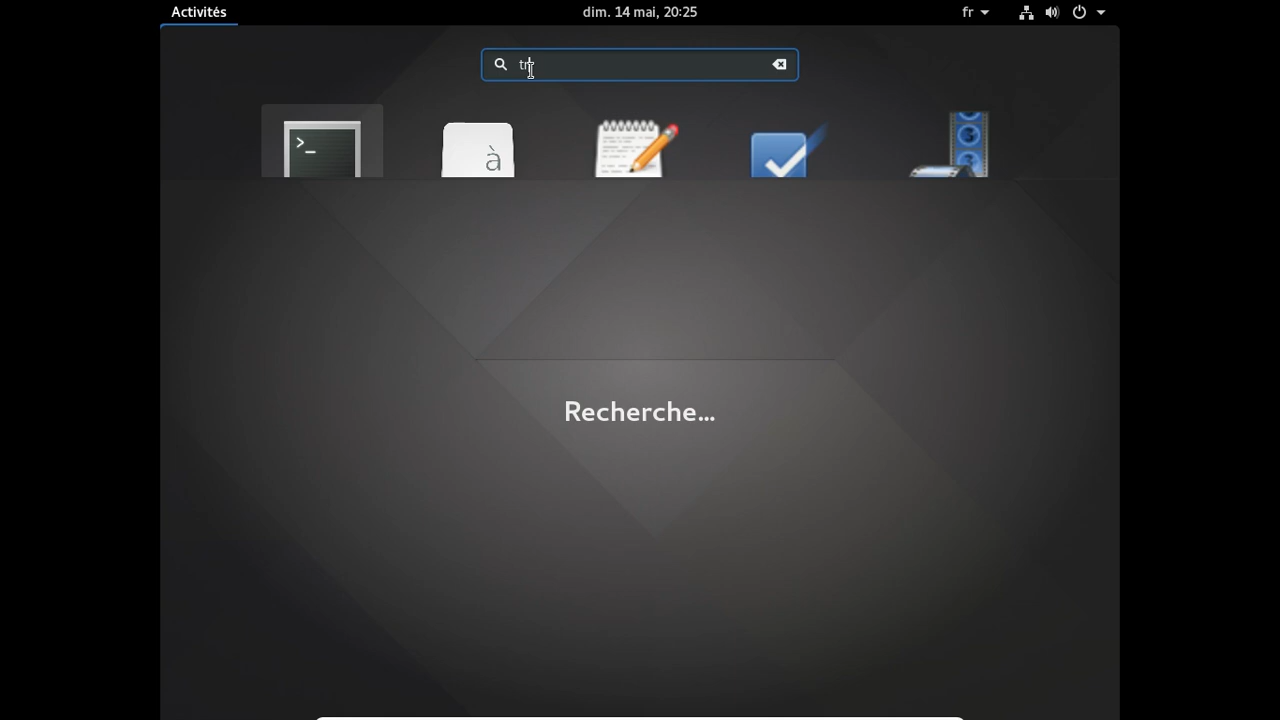 Activités
dim. 14 mai, 20:25
fr
tr
>_
à
Recherche...